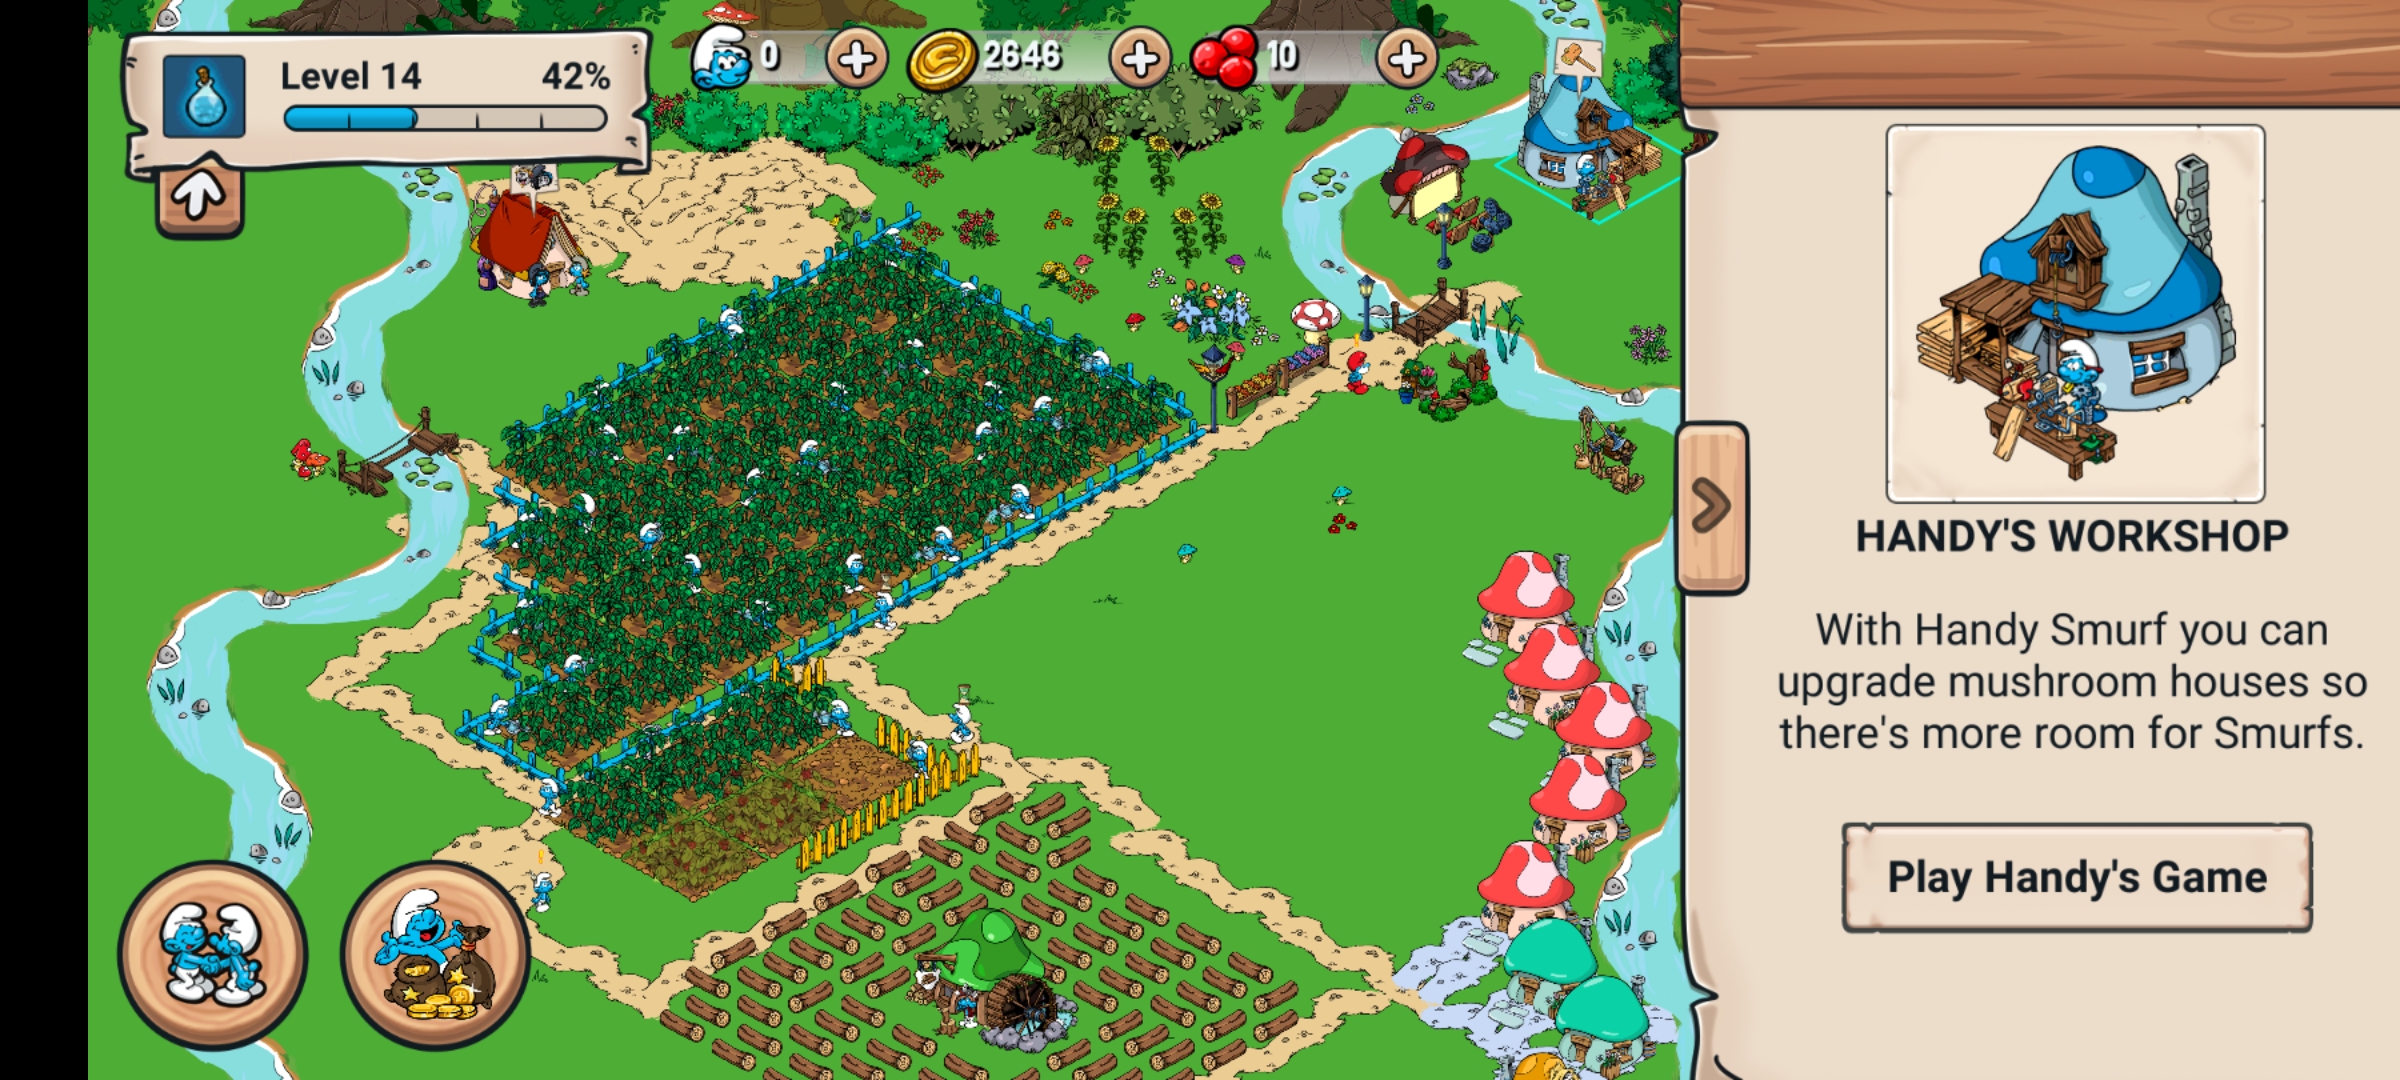 Level 14 42%
0
2646
10
HANDY'S WORKSHOP
With Handy Smurf you can
upgrade mushroom houses so
there's more room for Smurfs.
Play Handy's Game